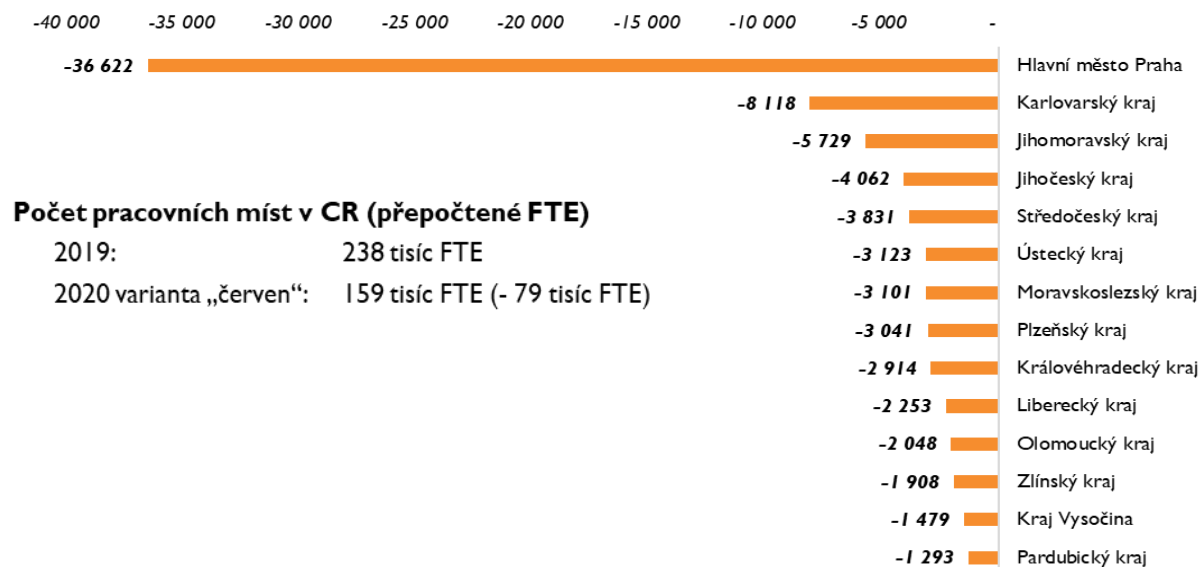 -40 000 -35 000 -30 000 -25 000 -20 000 -15 000 -10 000 -5 000 -
-36 622 Hlavní město Praha
-8 118 Karlovarský kraj
-5 729 Jihomoravský kraj
-4 062 Jihočeský kraj
Počet pracovních míst v CR (přepočtené FTE)
-3 831 Středočeský kraj
2019: 238 tisíc FTE
-3 123 Ústecký kraj
2020 varianta „červen“: 159 tisíc FTE (- 79 tisíc FTE)
-3 101 Moravskoslezský kraj
-3 041 Plzeňský kraj
-2 914 Královéhradecký kraj
-2 253 Liberecký kraj
-2 048 Olomoucký kraj
-1 908 Zlínský kraj
-1 479 Kraj Vysočina
-1 293 Pardubický kraj